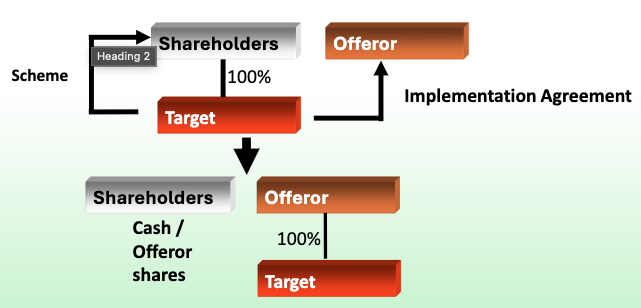 Shareholders
Offeror
Heading 2
Scheme
100%
Implementation Agreement
Target
Shareholders
Offeror
Cash /
Offeror
shares
100%
Target